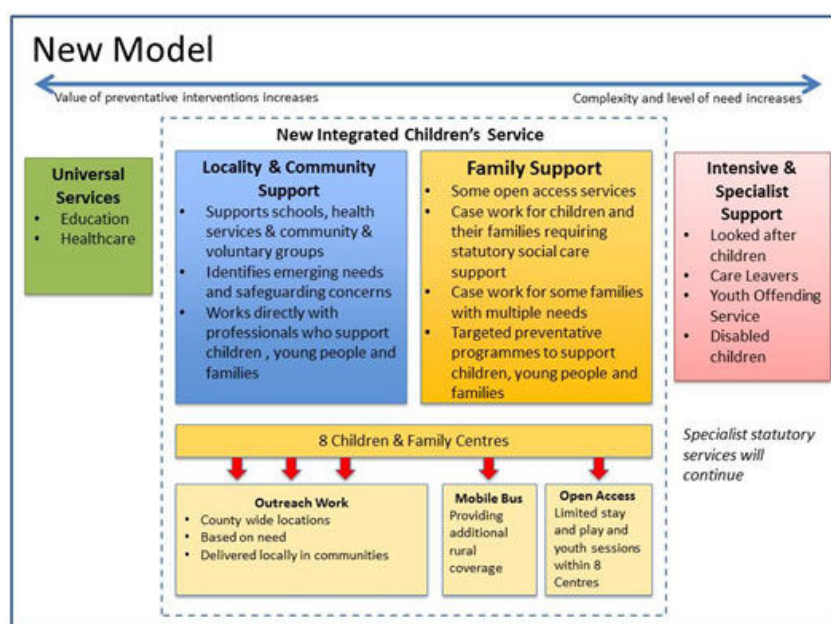 New Model
Value of preventative interventions increases
Complexity and level of need increases
New Integrated Children's Service
Universal
Services
• Education
• Healthcare
Locality & Community
Support
• Supports schools, health
services & community &
voluntary groups
• Identifies emerging needs
and safeguarding concerns
• Works directly with
professionals who support
children , young people and
families
Family Support
• Some open access services
• Case work for children and
their families requiring
statutory social care
support
• Case work for some families
with multiple needs
• Targeted preventative
programmes to support
children, young people and
families
Intensive &
Specialist
Support
• Looked after
children
• Care Leavers
• Youth Offending
Service
• Disabled
children
8 Children & Family Centres
Specialist statutory
services will
continue
Outreach Work
• County wide locations
• Based on need
• Delivered locally in communities
Mobile Bus
Providing
additional
rural
coverage
Open Access
Limited stay
and play and
youth sessions
within 8
Centres